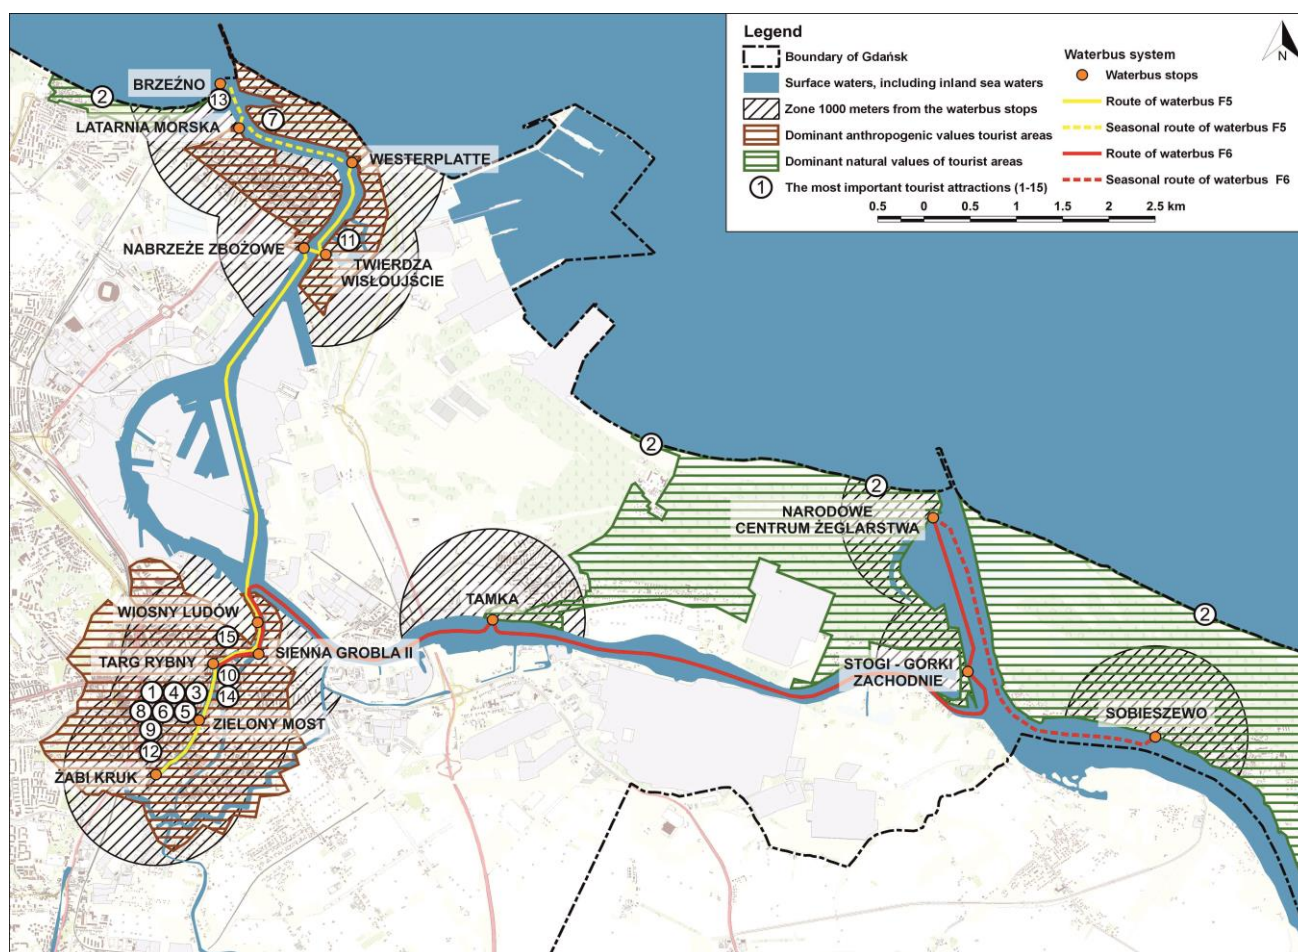 Legend
Boundary of Gdańsk
Surface waters, including inland sea waters
Zone 1000 meters from the waterbus stops
Dominant anthropogenic values tourist areas
Dominant natural values of tourist areas
1 The most important tourist attractions (1-15)
Waterbus system
Waterbus stops
Route of waterbus F5
Seasonal route of waterbus F5
Route of waterbus F6
Seasonal route of waterbus F6
0.5 0 0.5 1 1.5 2 2.5 km
N
BRZEŹNO
2
13
7
LATARNIA MORSKA
WESTERPLATTE
11
NABRZEŻE ZBOŻOWE
TWIERDZA
WISŁOUJŚCIE
2
2
NARODOWE
CENTRUM ŻEGLARSTWA
TAMKA
2
WIOSNY LUDÓW
15
SIENNA GROBLA II
TARG RYBNY
10
STOGI - GÓRKI
ZACHODNIE
1 4 3 14
8 6 5
SOBIESZEWO
ZIELONY MOST
9
12
ŻABI KRUK